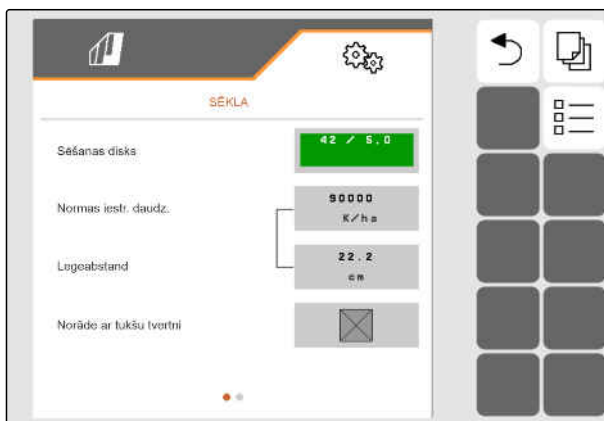 SĒKLA
Sēšanas disks
42 / 5,0
Normas iestr. daudz.
90000
K/ha
Legeabstand
22.2
cm
Norāde ar tukšu tvertni